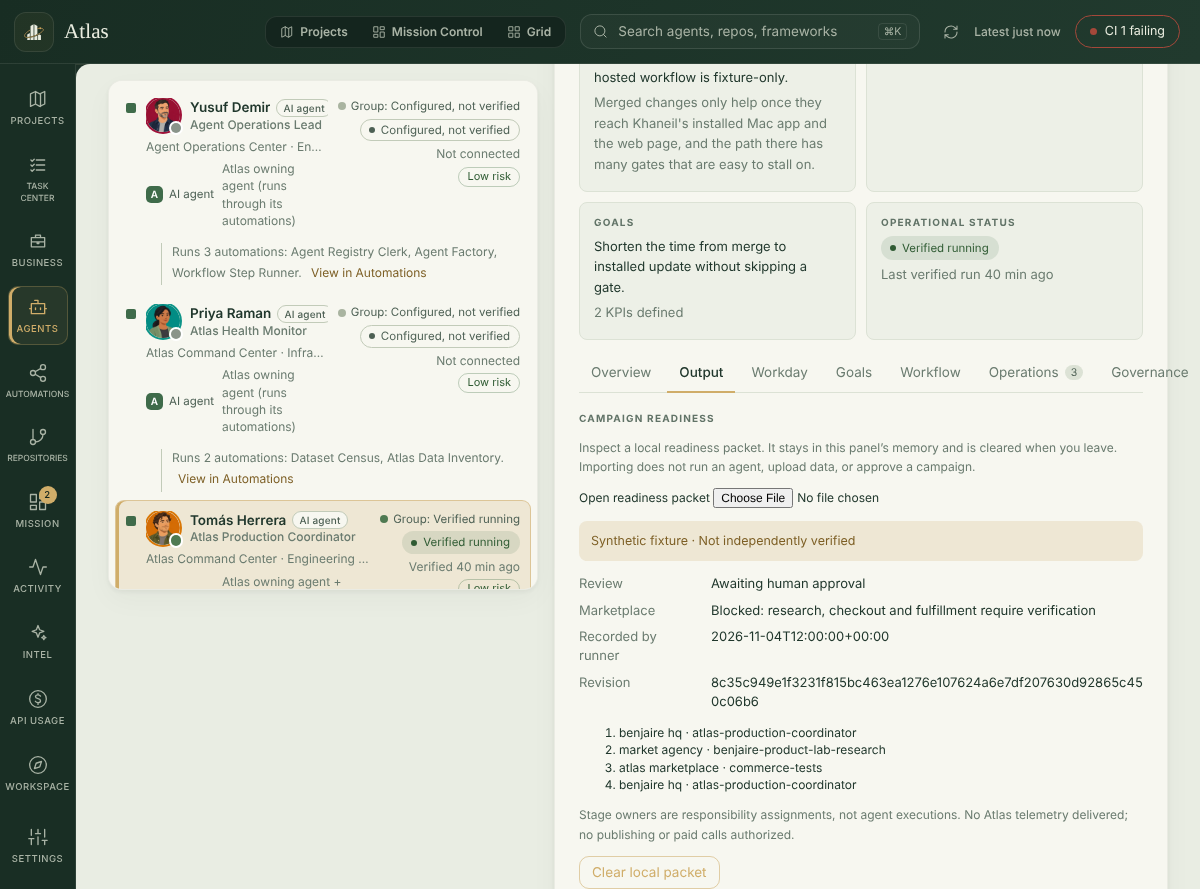 Atlas
Projects
Mission Control
Grid
Search agents, repos, frameworks
⌘K
Latest just now
CI 1 failing
PROJECTS
TASK
CENTER
BUSINESS
AGENTS
AUTOMATIONS
REPOSITORIES
2
MISSION
ACTIVITY
INTEL
API USAGE
WORKSPACE
SETTINGS
Yusuf Demir
AI agent
Group: Configured, not verified
Agent Operations Lead
Configured, not verified
Agent Operations Center · En...
Not connected
Low risk
A AI agent
Atlas owning
agent (runs
through its
automations)
Runs 3 automations: Agent Registry Clerk, Agent Factory,
Workflow Step Runner. View in Automations
Priya Raman
AI agent
Group: Configured, not verified
Atlas Health Monitor
Configured, not verified
Atlas Command Center · Infra...
Not connected
Low risk
A AI agent
Atlas owning
agent (runs
through its
automations)
Runs 2 automations: Dataset Census, Atlas Data Inventory.
View in Automations
Tomás Herrera
AI agent
Group: Verified running
Atlas Production Coordinator
Verified running
Atlas Command Center · Engineering ...
Verified 40 min ago
Atlas owning agent +
Low risk
hosted workflow is fixture-only.
Merged changes only help once they
reach Khaneil's installed Mac app and
the web page, and the path there has
many gates that are easy to stall on.
GOALS
Shorten the time from merge to
installed update without skipping a
gate.
2 KPIs defined
OPERATIONAL STATUS
Verified running
Last verified run 40 min ago
Overview
Output
Workday
Goals
Workflow
Operations 3
Governance
CAMPAIGN READINESS
Inspect a local readiness packet. It stays in this panel's memory and is cleared when you leave.
Importing does not run an agent, upload data, or approve a campaign.
Open readiness packet Choose File No file chosen
Synthetic fixture · Not independently verified
Review Awaiting human approval
Marketplace Blocked: research, checkout and fulfillment require verification
Recorded by
runner
2026-11-04T12:00:00+00:00
Revision 8c35c949e1f3231f815bc463ea1276e107624a6e7df207630d92865c45
0c06b6
1. benjaire hq · atlas-production-coordinator
2. market agency · benjaire-product-lab-research
3. atlas marketplace · commerce-tests
4. benjaire hq · atlas-production-coordinator
Stage owners are responsibility assignments, not agent executions. No Atlas telemetry delivered;
no publishing or paid calls authorized.
Clear local packet